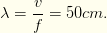 λ = v/f = 50cm.